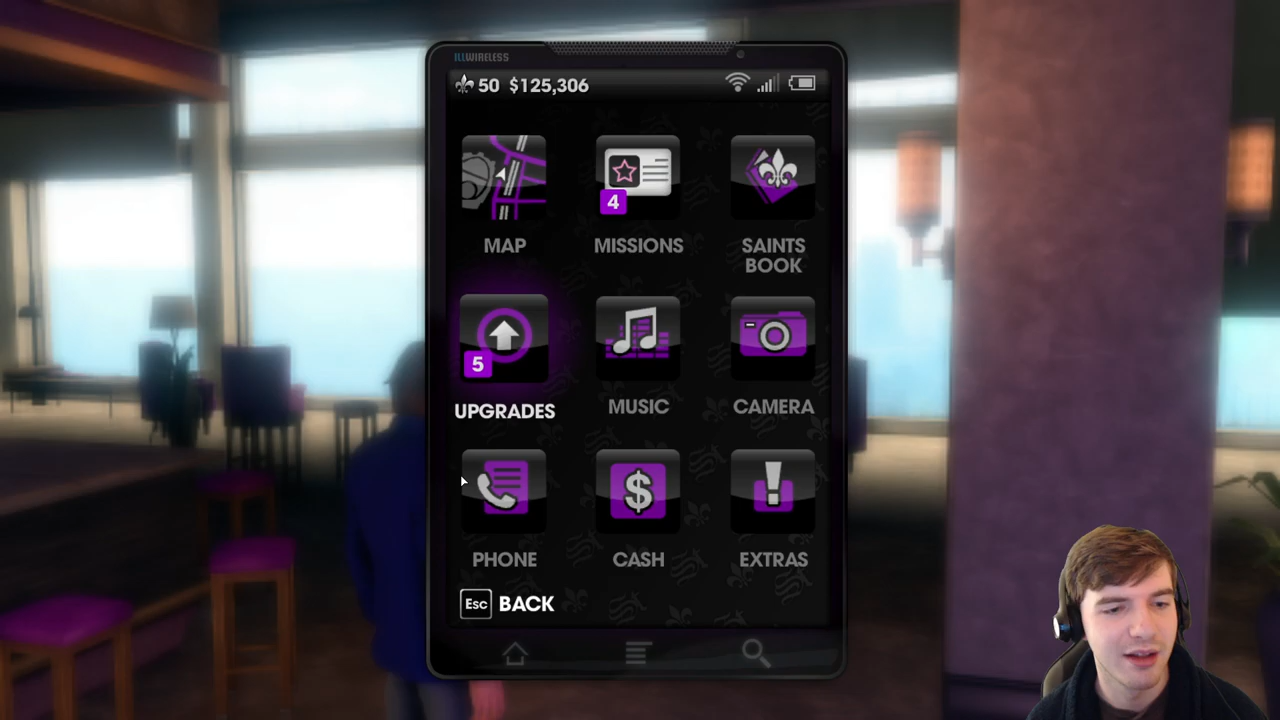 ILLWIRELESS
50 $125,306
MAP
4
MISSIONS
SAINTS
BOOK
5
UPGRADES
MUSIC
CAMERA
PHONE
$
CASH
!
EXTRAS
Esc BACK